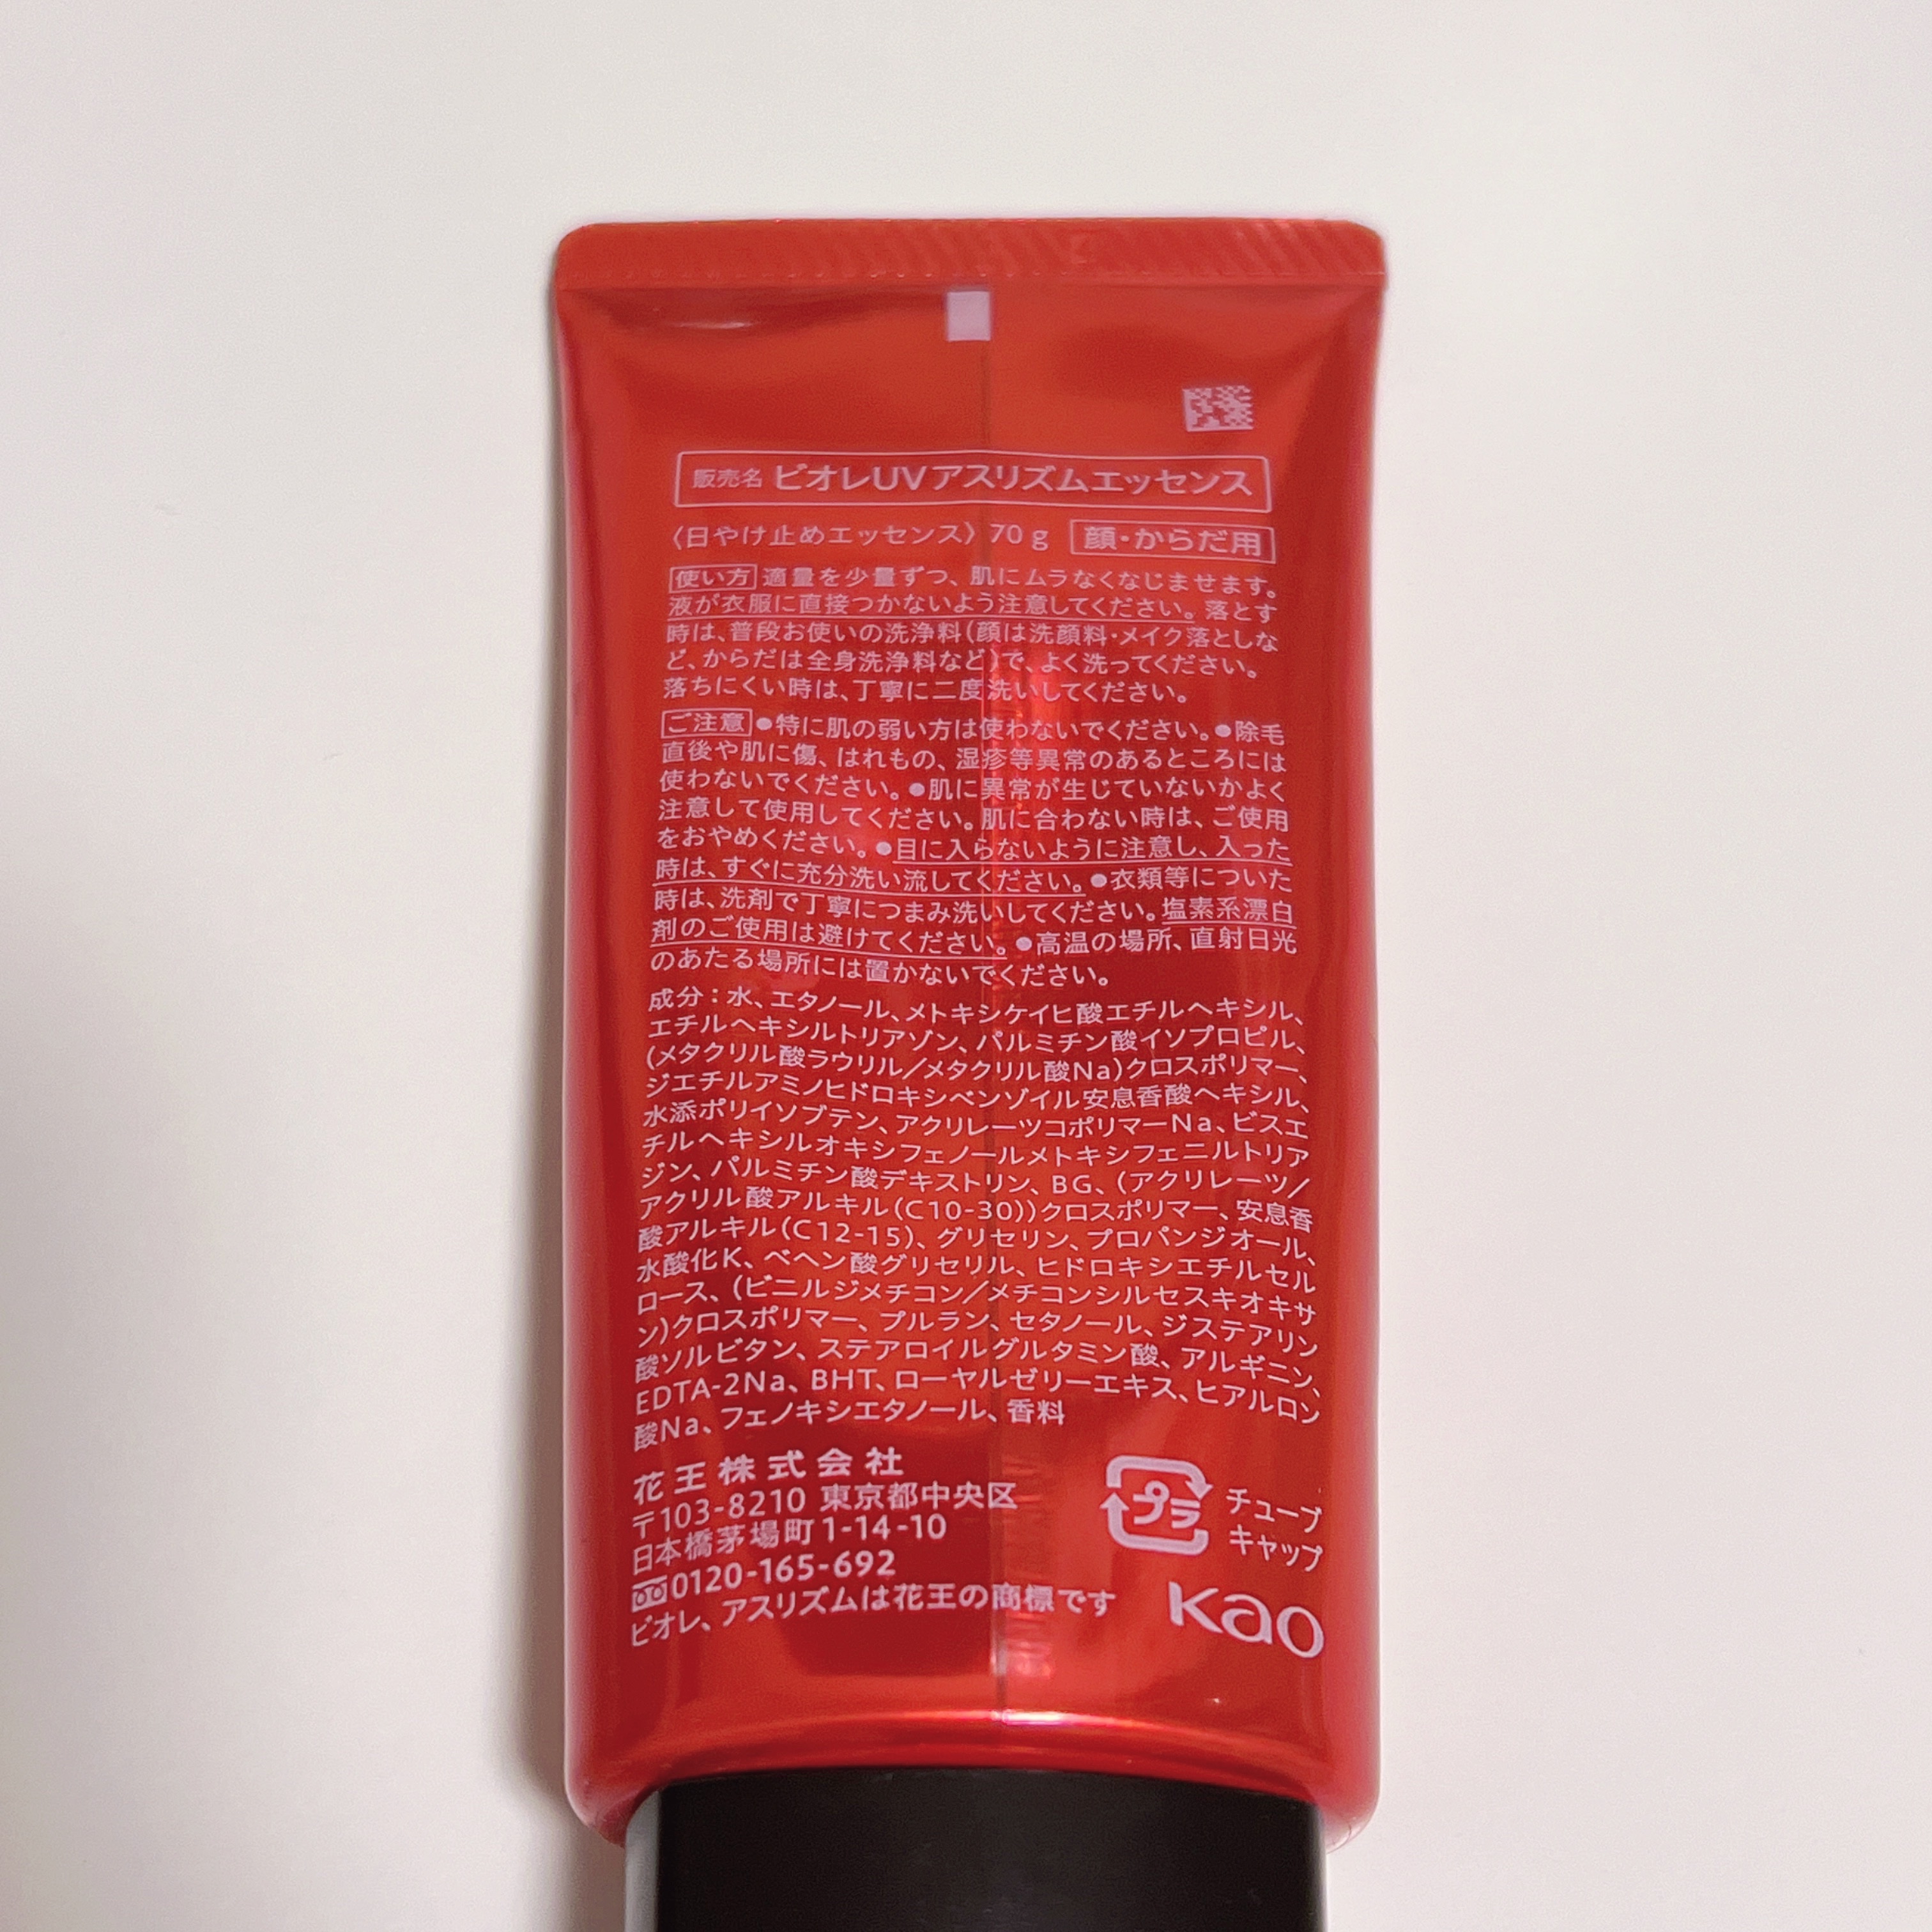 販売名 ビオレUVアスリズムエッセンス
〈日やけ止めエッセンス〉 70g 顔・からだ用
使い方 適量を少量ずつ、肌にムラなくなじませます。
液が衣服に直接つかないよう注意してください。落とす
時は、普段お使いの洗浄料(顔は洗顔料・メイク落としな
ど、からだは全身洗浄料など)で、よく洗ってください。
落ちにくい時は、丁寧に二度洗いしてください。
ご注意 ●特に肌の弱い方は使わないでください。●除毛
直後や肌に傷、はれもの、湿疹等異常のあるところには
使わないでください。●肌に異常が生じていないかよく
注意して使用してください。肌に合わない時は、ご使用
をおやめください。●目に入らないように注意し、入った
時は、すぐに充分洗い流してください。●衣類等についた
時は、洗剤で丁寧につまみ洗いしてください。塩素系漂白
剤のご使用は避けてください。●高温の場所、直射日光
のあたる場所には置かないでください。
成分：水、エタノール、メトキシケイヒ酸エチルヘキシル、
エチルヘキシルトリアゾン、パルミチン酸イソプロピル、
(メタクリル酸ラウリル／メタクリル酸Na)クロスポリマー、
ジエチルアミノヒドロキシベンゾイル安息香酸ヘキシル、
水添ポリイソブテン、アクリレーツコポリマーNa、ビスエ
チルヘキシルオキシフェノールメトキシフェニルトリア
ジン、パルミチン酸デキストリン、BG、(アクリレーツ／
アクリル酸アルキル(C10-30))クロスポリマー、安息香
酸アルキル(C12-15)、グリセリン、プロパンジオール、
水酸化K、ベヘン酸グリセリル、ヒドロキシエチルセル
ロース、(ビニルジメチコン／メチコンシルセスキオキサ
ン)クロスポリマー、プルラン、セタノール、ジステアリン
酸ソルビタン、ステアロイルグルタミン酸、アルギニン、
EDTA-2Na、BHT、ローヤルゼリーエキス、ヒアルロン
酸Na、フェノキシエタノール、香料
花王株式会社
〒103-8210 東京都中央区
日本橋茅場町1-14-10
0120-165-692
ビオレ、アスリズムは花王の商標です
プラ
チューブ
キャップ
Kao